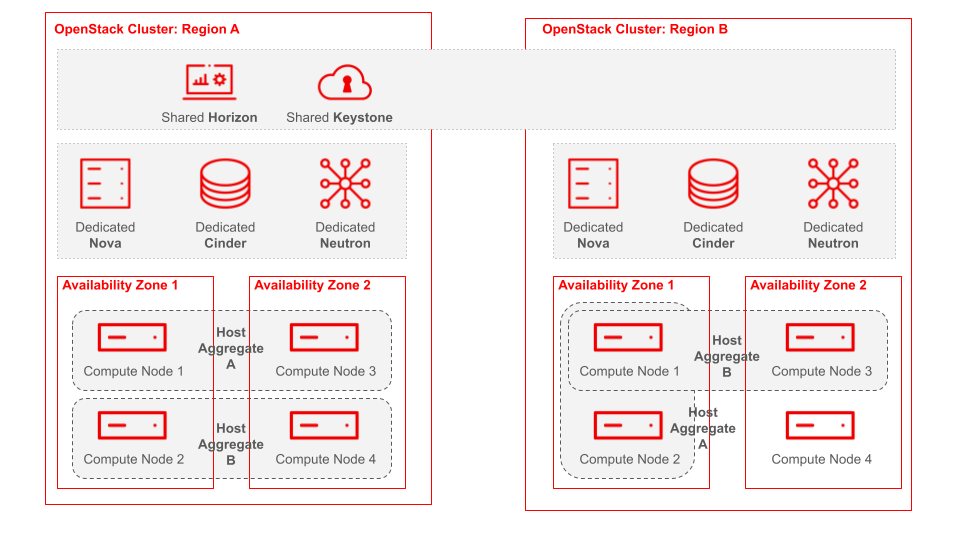 OpenStack Cluster: Region A
OpenStack Cluster: Region B
Shared Horizon
Shared Keystone
Dedicated
Nova
Dedicated
Cinder
Dedicated
Neutron
Dedicated
Nova
Dedicated
Cinder
Dedicated
Neutron
Availability Zone 1
Availability Zone 2
Host
Aggregate
A
Compute Node 1
Compute Node 3
Host
Aggregate
B
Compute Node 2
Compute Node 4
Availability Zone 1
Availability Zone 2
Host
Aggregate
B
Compute Node 1
Compute Node 3
Host
Aggregate
A
Compute Node 2
Compute Node 4